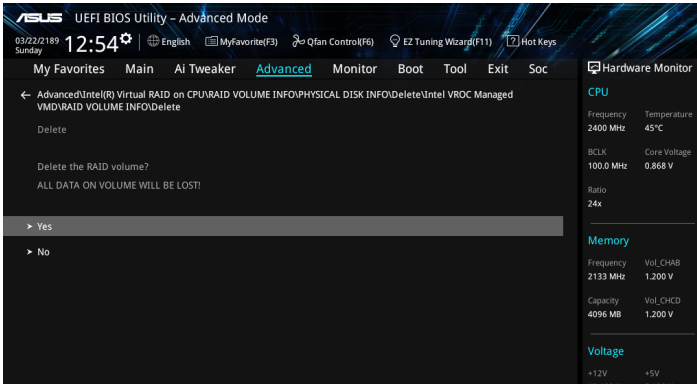 ASUS UEFI BIOS Utility – Advanced Mode
03/22/2189
Sunday
12:54
English
MyFavorite(F3)
Qfan Control(F6)
EZ Tuning Wizard(F11)
? Hot Keys
My Favorites Main Ai Tweaker Advanced Monitor Boot Tool Exit Soc
Hardware Monitor
← Advanced\Intel(R) Virtual RAID on CPU\RAID VOLUME INFO\PHYSICAL DISK INFO\Delete\Intel VROC Managed
VMD\RAID VOLUME INFO\Delete
Delete
Delete the RAID volume?
ALL DATA ON VOLUME WILL BE LOST!
> Yes
> No
CPU
Frequency Temperature
2400 MHz 45°C
BCLK Core Voltage
100.0 MHz 0.868 V
Ratio
24x
Memory
Frequency Vol_CHAB
2133 MHz 1.200 V
Capacity Vol_CHCD
4096 MB 1.200 V
Voltage
+12V +5V